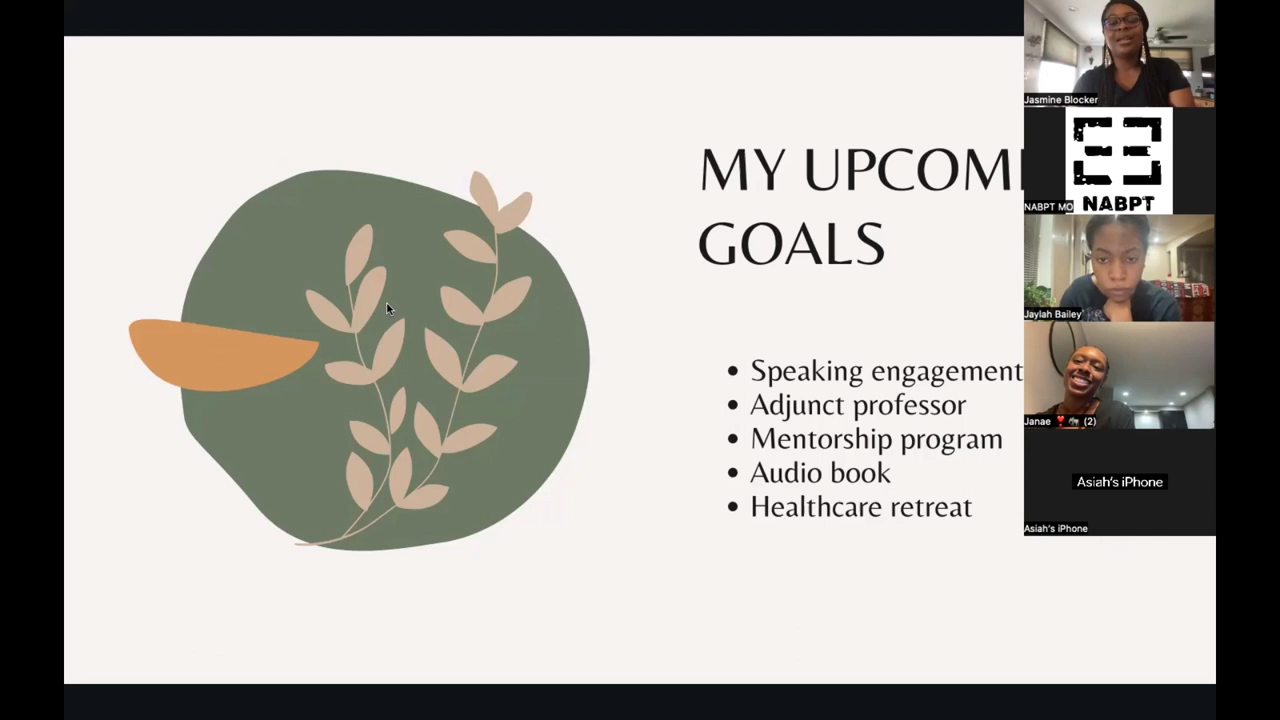 MY UPCOMI
GOALS
Speaking engagement
Adjunct professor
Mentorship program
Audio book
Healthcare retreat
Jasmine Blocker
NABPT
NABPT MO
Jaylah Bailey
Janae ❣️🦓 (2)
Asiah's iPhone
Asiah's iPhone